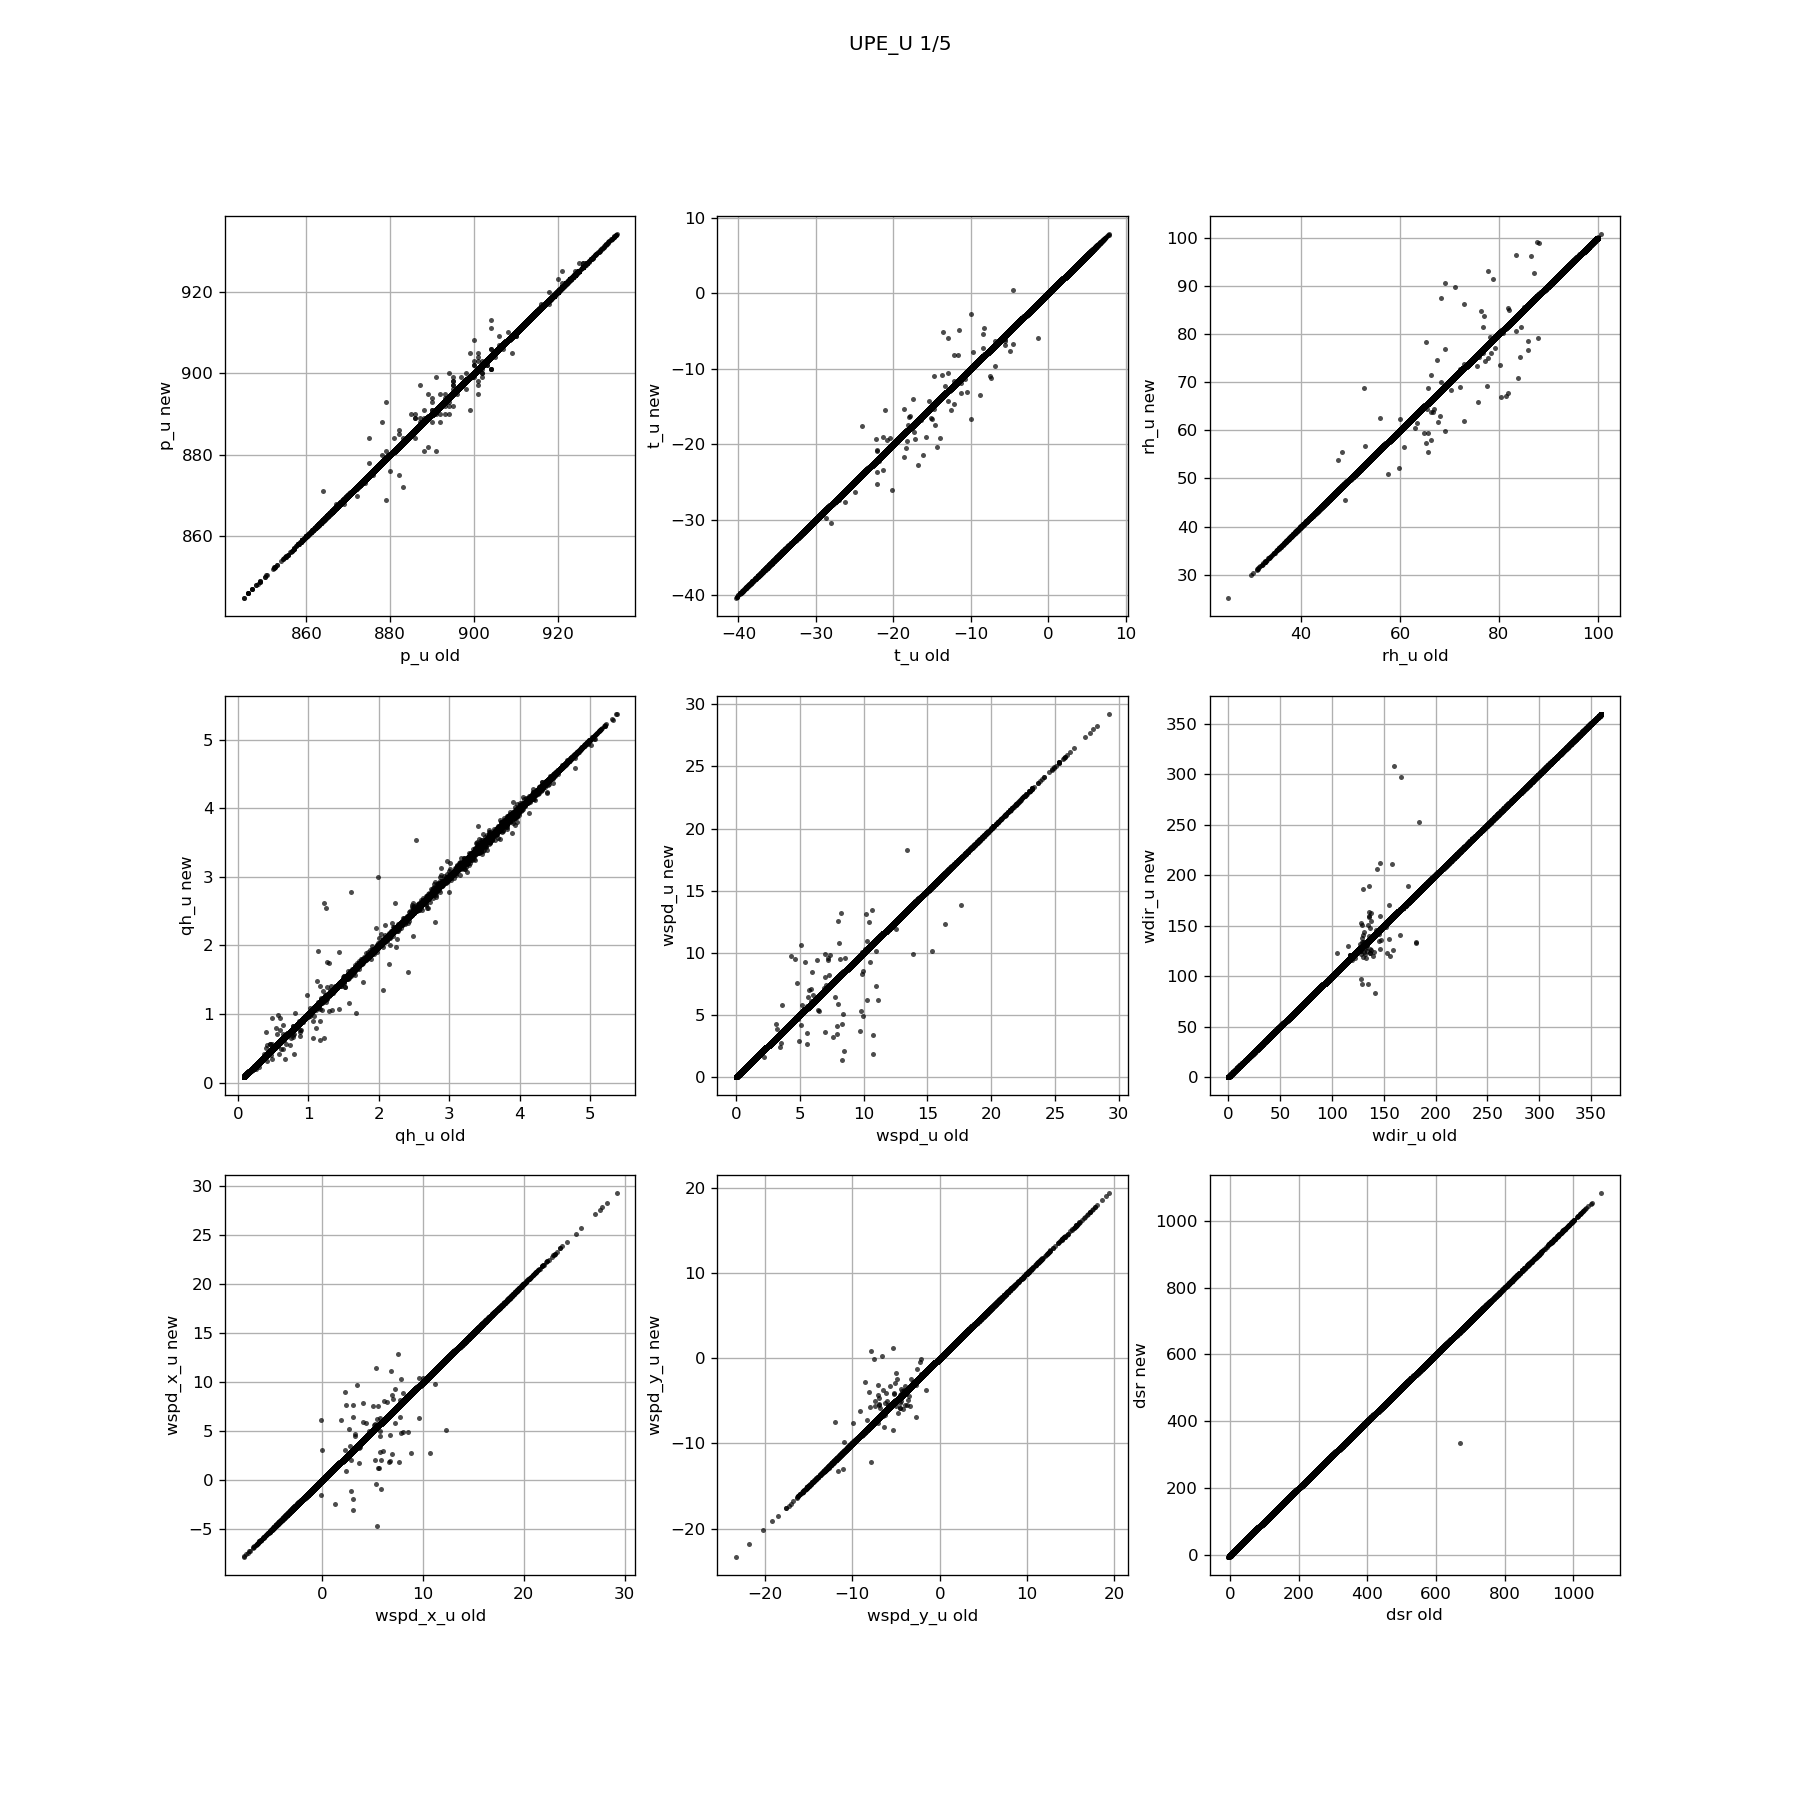 UPE_U 1/5
p_u new
920
900
880
860
860 880 900 920
p_u old
t_u new
10
0
−10
−20
−30
−40
−40 −30 −20 −10 0 10
t_u old
rh_u new
100
90
80
70
60
50
40
30
40 60 80 100
rh_u old
qh_u new
5
4
3
2
1
0
0 1 2 3 4 5
qh_u old
wspd_u new
30
25
20
15
10
5
0
0 5 10 15 20 25 30
wspd_u old
wdir_u new
350
300
250
200
150
100
50
0
0 50 100 150 200 250 300 350
wdir_u old
wspd_x_u new
30
25
20
15
10
5
0
−5
0 10 20 30
wspd_x_u old
wspd_y_u new
20
10
0
−10
−20
−20 −10 0 10 20
wspd_y_u old
dsr new
1000
800
600
400
200
0
0 200 400 600 800 1000
dsr old